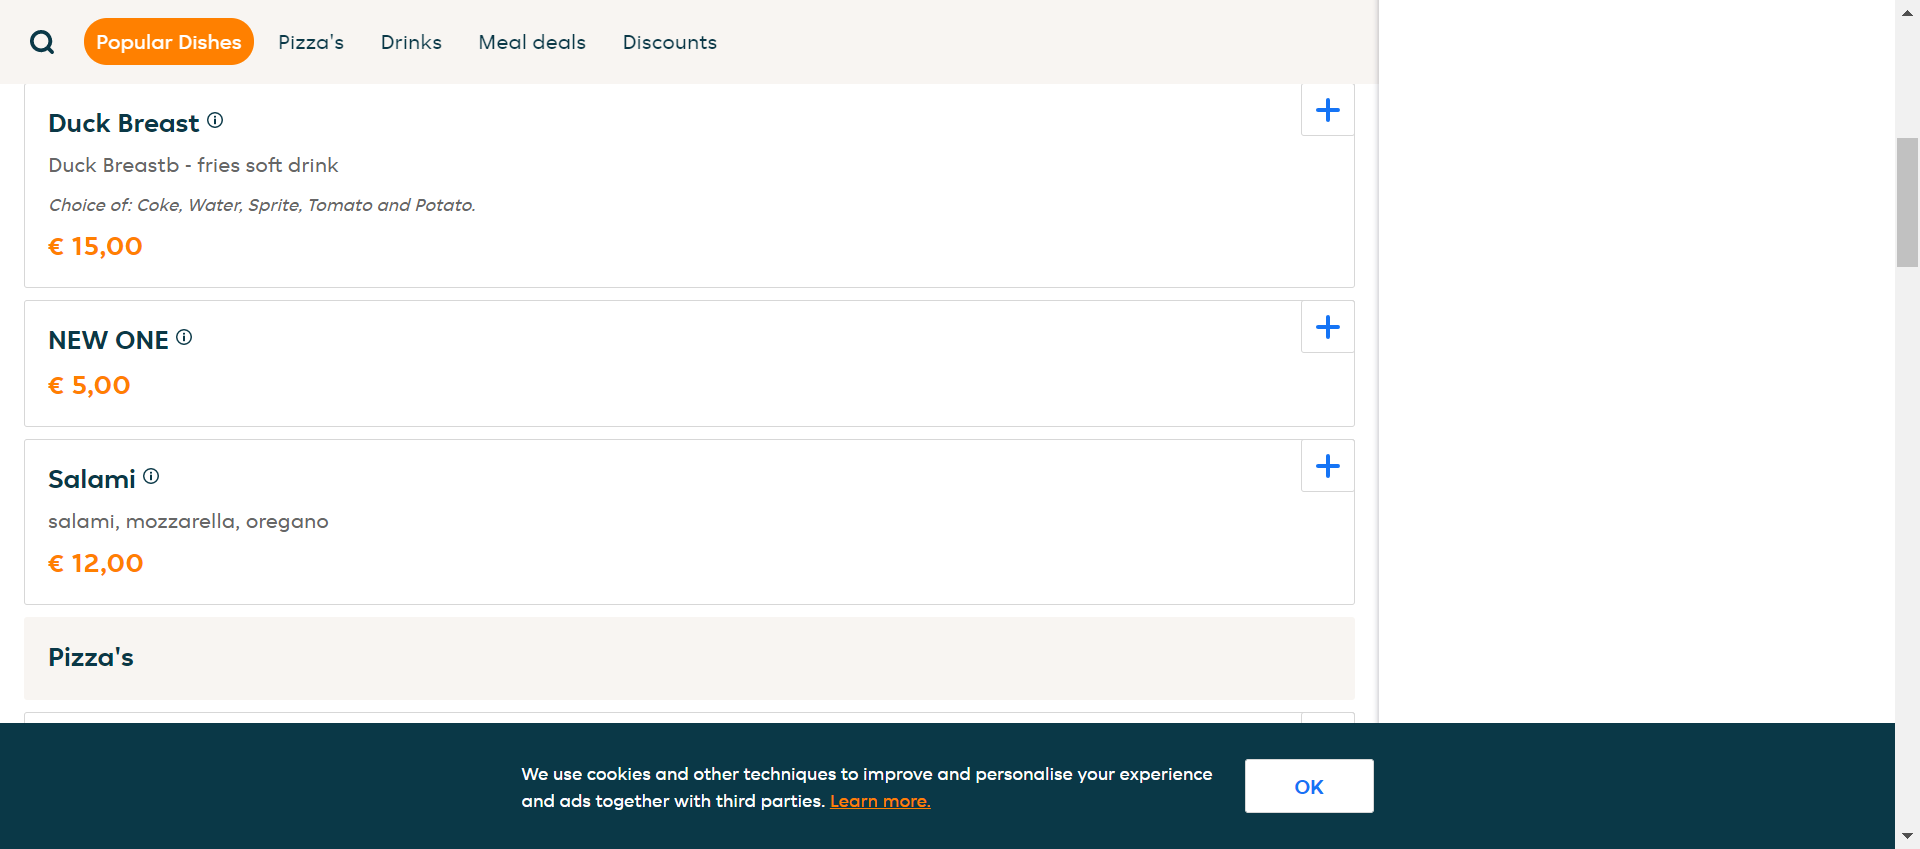 Popular Dishes Pizza's Drinks Meal deals Discounts
Duck Breast
Duck Breastb - fries soft drink
Choice of: Coke, Water, Sprite, Tomato and Potato.
€ 15,00
NEW ONE
€ 5,00
Salami
salami, mozzarella, oregano
€ 12,00
Pizza's
We use cookies and other techniques to improve and personalise your experience
and ads together with third parties. Learn more.
OK